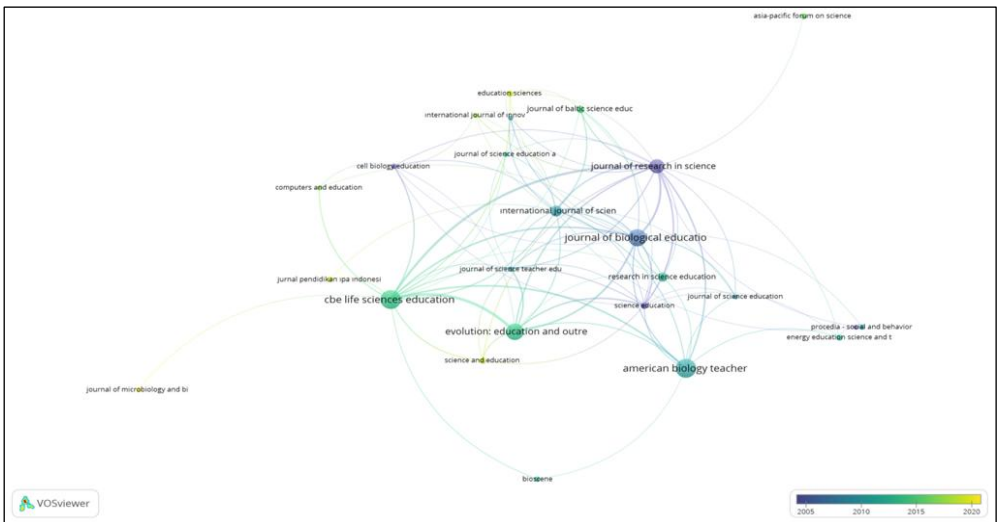 asia-pacific forum on science
education sciences
journal of baltic science educ
international journal of innov
journal of science education a
cell biology education
journal of research in science
computers and education
international journal of scien
journal of biological educatio
journal of science teacher edu
research in science education
jurnal pendidikan ipa indonesi
cbe life sciences education
journal of science education
science education
procedia - social and behavior
evolution: education and outre
energy education science and t
science and education
american biology teacher
journal of microbiology and bi
bioscene
VOSviewer
2005 2010 2015 2020